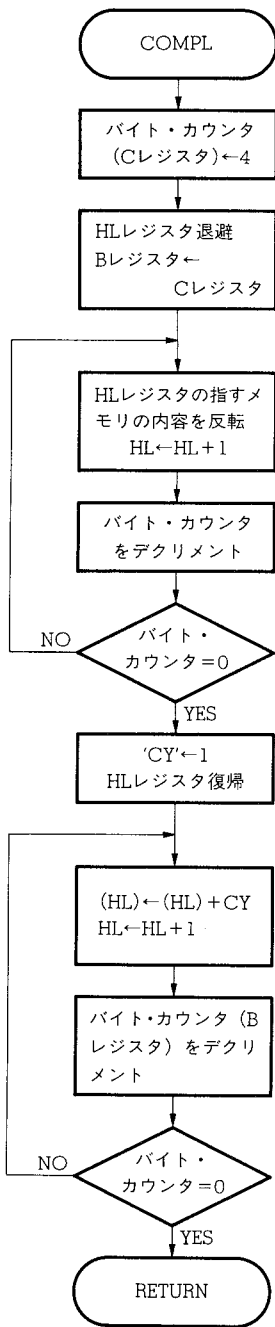 COMPL
バイト・カウンタ
(Cレジスタ)←4
HLレジスタ退避
Bレジスタ←
Cレジスタ
HLレジスタの指すメ
モリの内容を反転
HL←HL+1
バイト・カウンタ
をデクリメント
NO
バイト・
カウンタ=0
YES
'CY'←1
HLレジスタ復帰
(HL)←(HL)+CY
HL←HL+1
バイト・カウンタ (B
レジスタ) をデクリ
メント
NO
バイト・
カウンタ=0
YES
RETURN